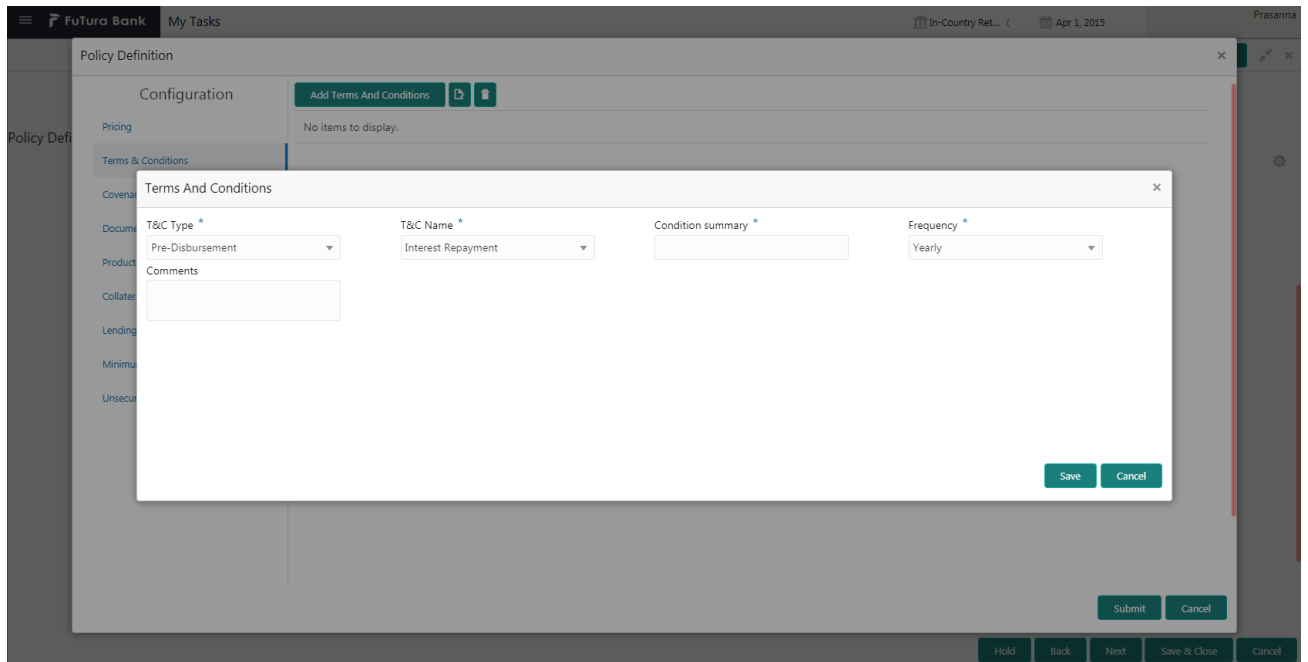 FuTura Bank My Tasks In-Country Ret... ( Apr 1, 2015 Prasanna
Policy Definition
Configuration Add Terms And Conditions
Pricing No items to display.
Policy Defi
Terms & Conditions
Covena
Terms And Conditions
Docume
T&C Type * T&C Name * Condition summary * Frequency *
Pre-Disbursement Interest Repayment Yearly
Product
Comments
Collater
Lending
Minimu
Unsecur
Save Cancel
Submit Cancel
Hold Back Next Save & Close Cancel